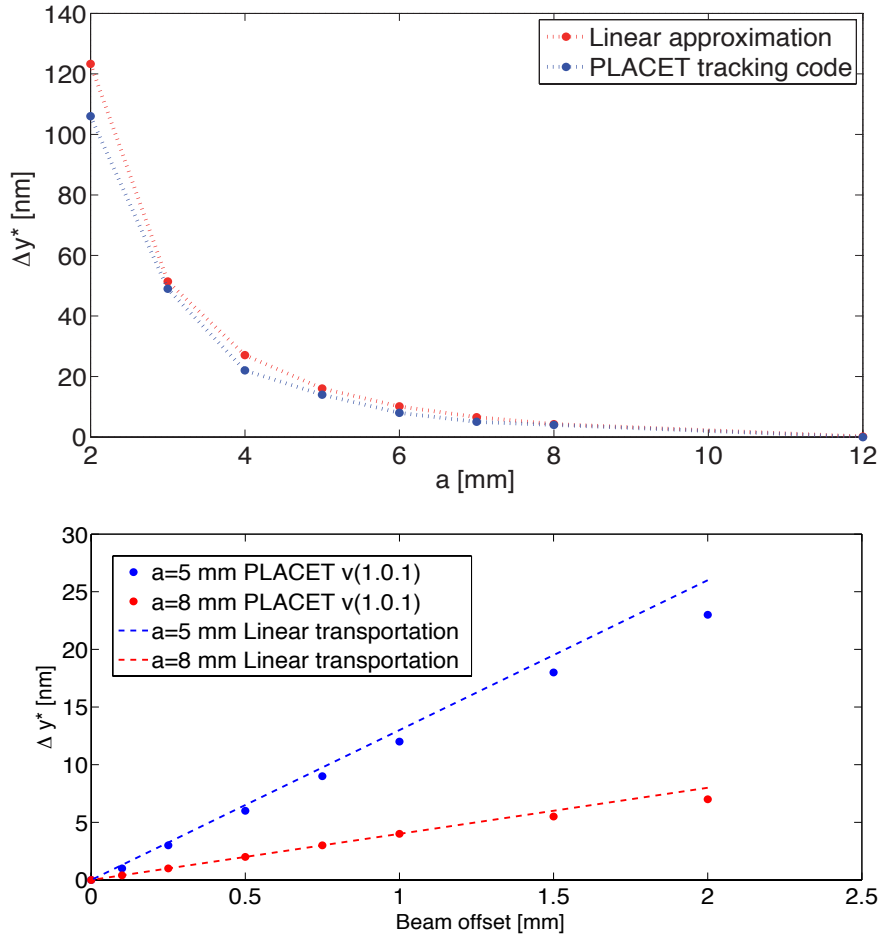 140
120
100
80
60
40
20
0
Δy* [nm]
Linear approximation
PLACET tracking code
2 4 6 8 10 12
a [mm]
30
25
20
15
10
5
0
Δ y* [nm]
a=5 mm PLACET v(1.0.1)
a=8 mm PLACET v(1.0.1)
a=5 mm Linear transportation
a=8 mm Linear transportation
0 0.5 1 1.5 2 2.5
Beam offset [mm]